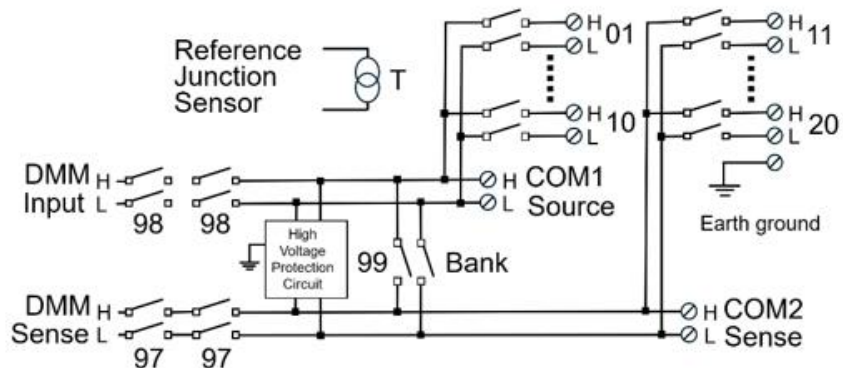 Reference
Junction
Sensor
T
H 01
L
H 10
L
H 11
L
H 20
L
Earth ground
DMM H
Input L
98 98
H COM1
L Source
High
Voltage
Protection
Circuit
99 Bank
DMM H
Sense L
97 97
H COM2
L Sense